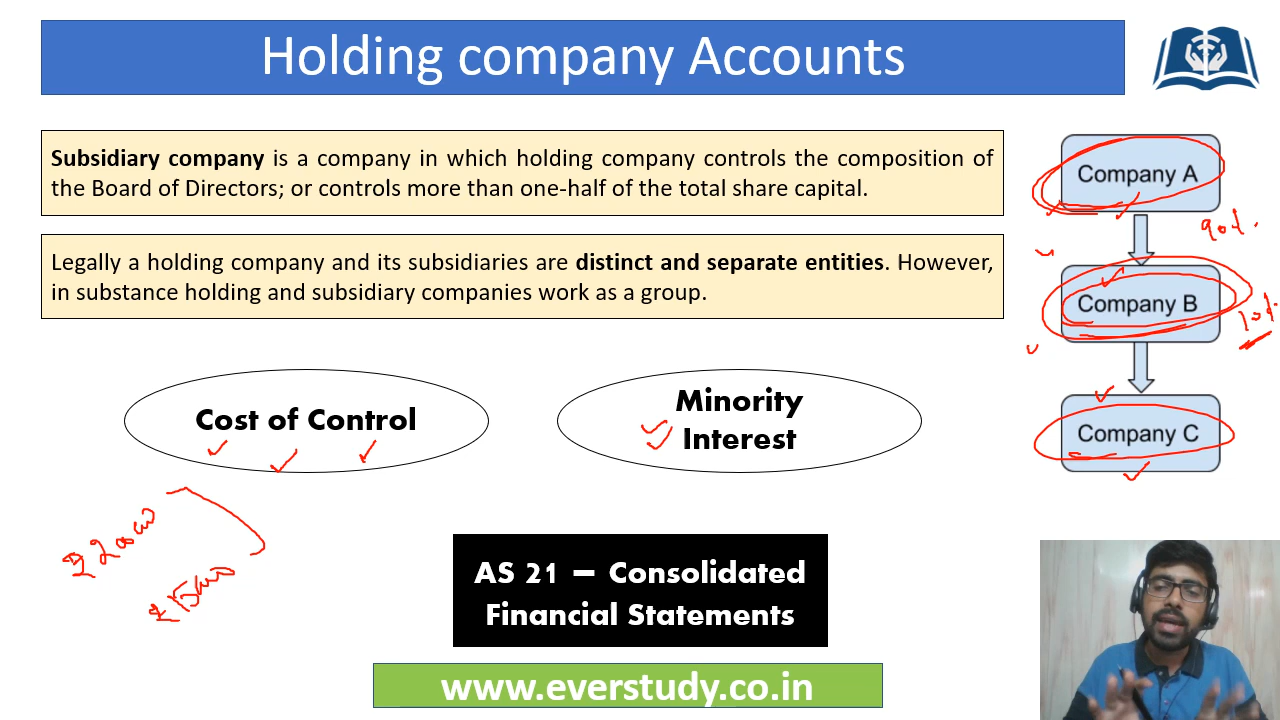 Holding company Accounts
Subsidiary company is a company in which holding company controls the composition of
the Board of Directors; or controls more than one-half of the total share capital.
Legally a holding company and its subsidiaries are distinct and separate entities. However,
in substance holding and subsidiary companies work as a group.
Company A
90%
Company B
10%
Company C
Cost of Control
Minority
Interest
AS 21 – Consolidated
Financial Statements
www.everstudy.co.in